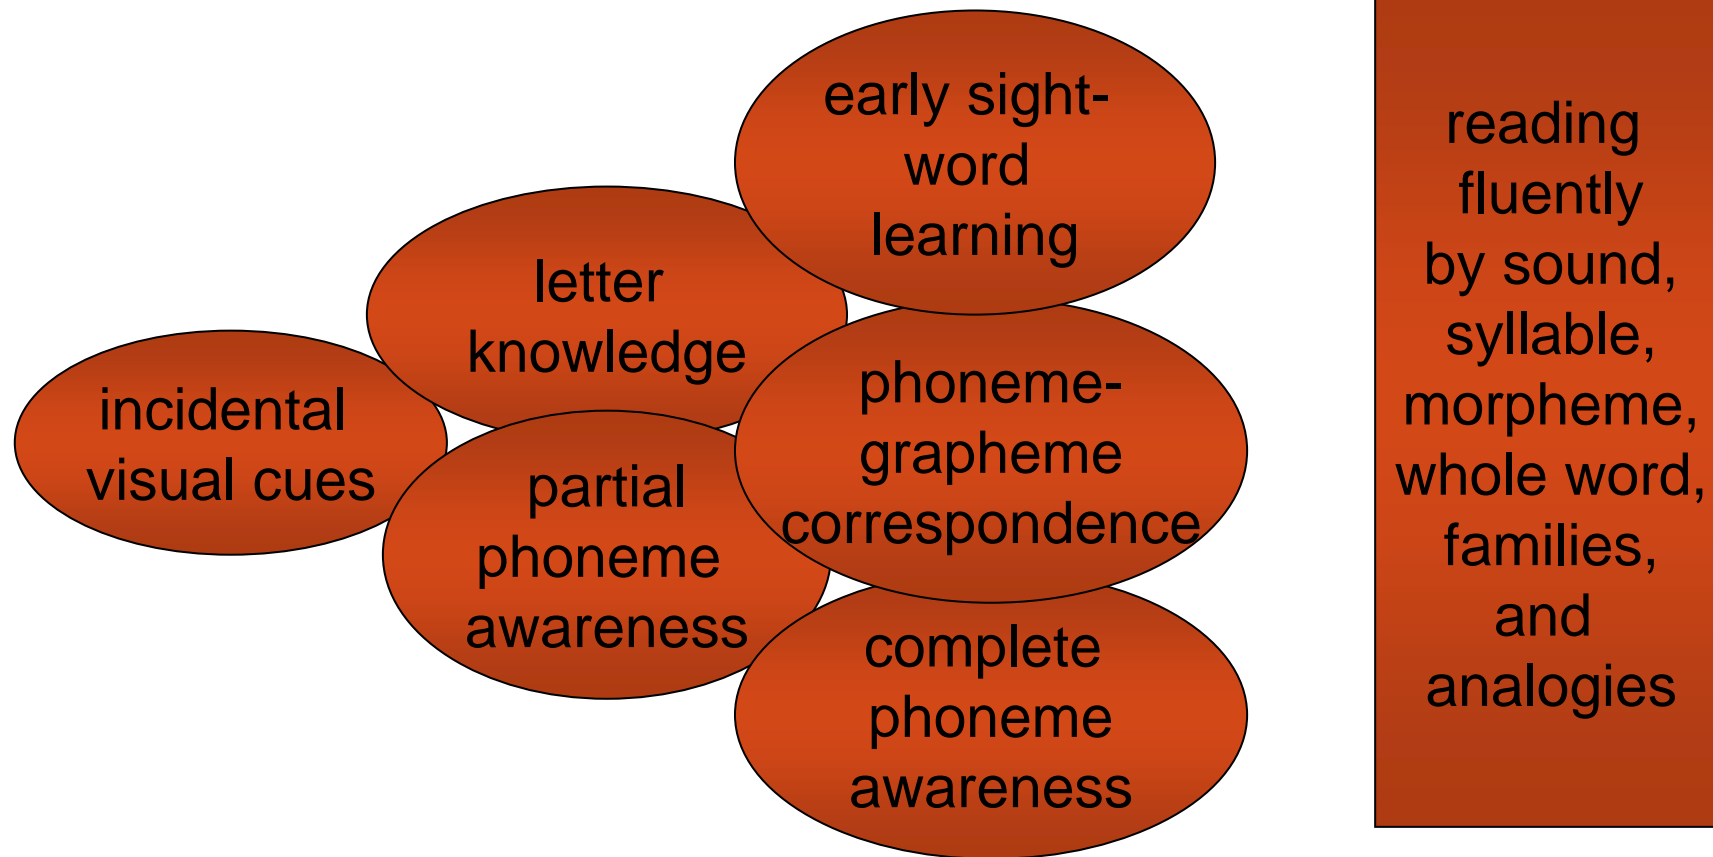 incidental
visual cues
letter
knowledge
partial
phoneme
awareness
early sight-
word
learning
phoneme-
grapheme
correspondence
complete
phoneme
awareness
reading
fluently
by sound,
syllable,
morpheme,
whole word,
families,
and
analogies